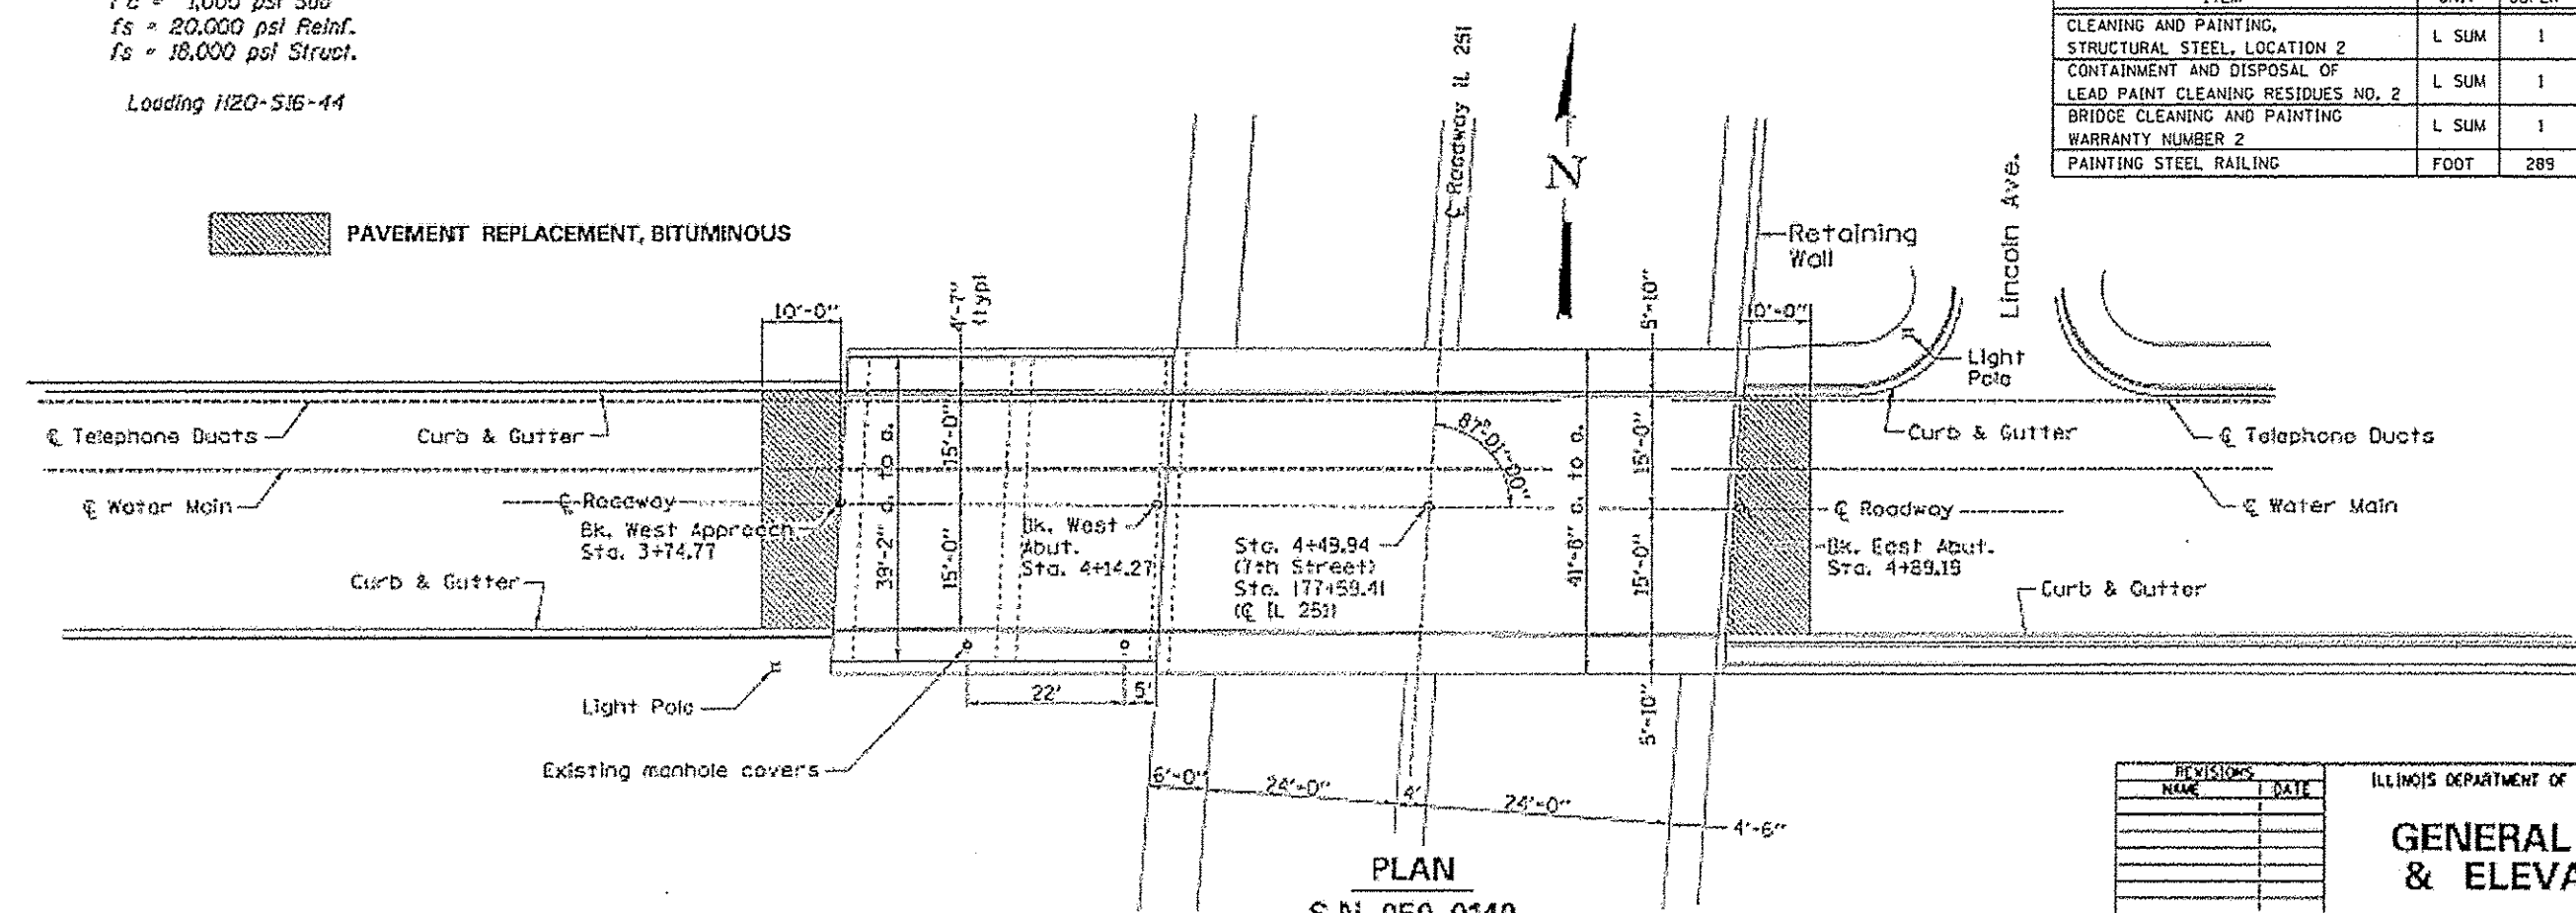 fs = 20,000 psi Reinf.
fs = 18,000 psi Struct.
Loading H20-S16-44
CLEANING AND PAINTING,
STRUCTURAL STEEL, LOCATION 2
L SUM
1
CONTAINMENT AND DISPOSAL OF
LEAD PAINT CLEANING RESIDUES NO. 2
L SUM
1
BRIDGE CLEANING AND PAINTING
WARRANTY NUMBER 2
L SUM
1
PAINTING STEEL RAILING
FOOT
289
PAVEMENT REPLACEMENT, BITUMINOUS
℄ Roadway IL 251
N
Retaining
Wall
Lincoln Ave.
Light
Pole
10'-0"
4'-7"
(typ)
5'-10"
10'-0"
℄ Telephone Ducts
Curb & Gutter
15'-0"
39'-2" o. to o.
87°-01'-20"
41'-8" o. to o.
15'-0"
Curb & Gutter
℄ Telephone Ducts
℄ Water Main
℄ Roadway
Bk. West Approach
Sta. 3+74.77
15'-0"
Bk. West
Abut.
Sta. 4+14.27
Sta. 4+49.94
(7th Street)
Sta. 177+59.41
(℄ IL 251)
15'-0"
℄ Roadway
℄ Water Main
Bk. East Abut.
Sta. 4+89.19
Curb & Gutter
Curb & Gutter
Light Pole
22'
5'
5'-10"
Existing manhole covers
6'-0"
24'-0"
4'
24'-0"
4'-6"
PLAN
REVISIONS
NAME
DATE
ILLINOIS DEPARTMENT OF
GENERAL
& ELEVA